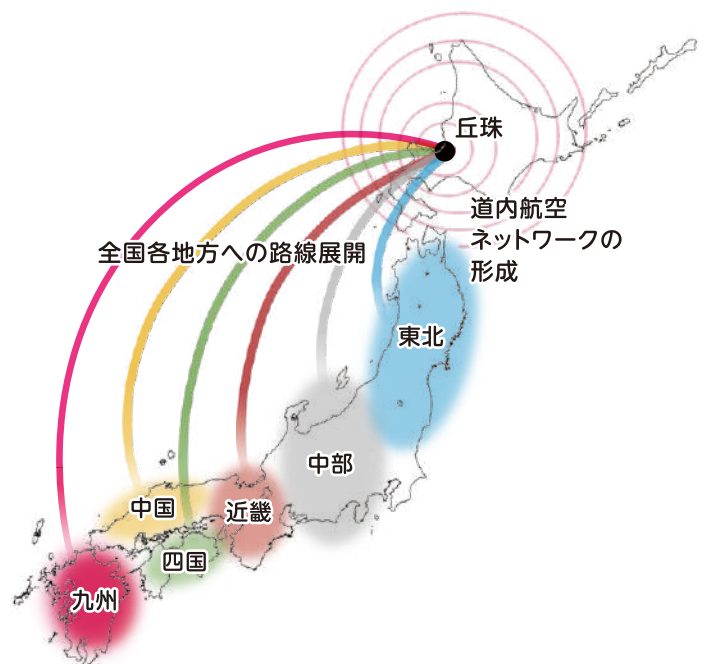 丘珠
道内航空
ネットワークの
形成
全国各地方への路線展開
東北
中部
中国
近畿
四国
九州